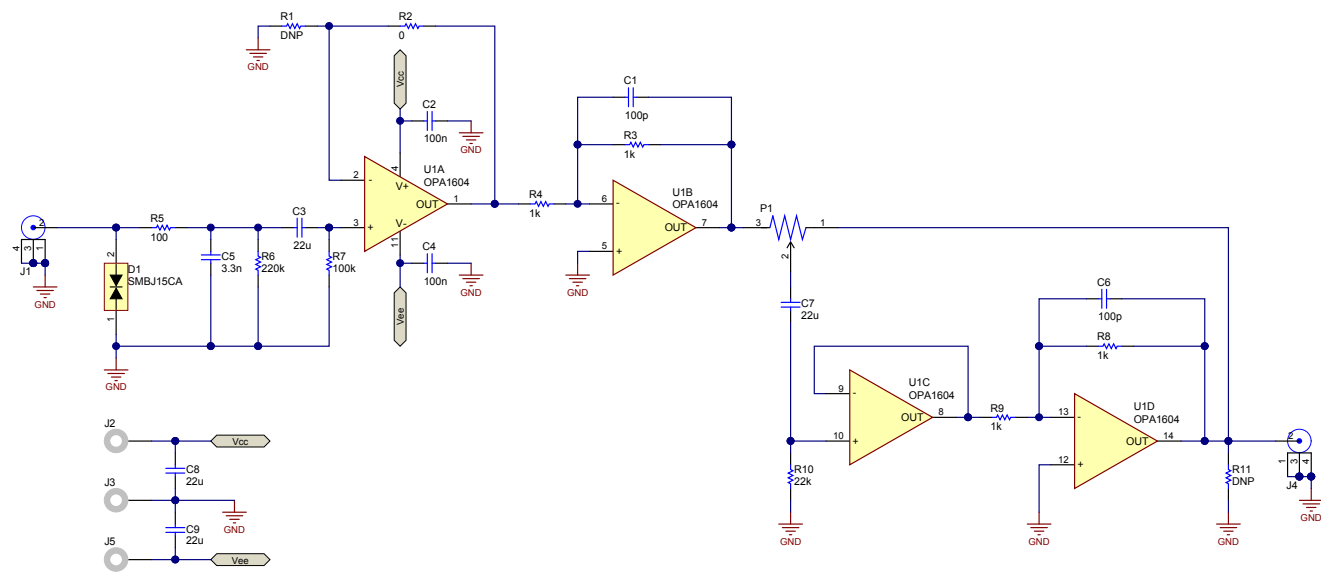 R1
DNP
GND
R2
0
Vcc
C2
100n
GND
4
V+
U1A
OPA1604
2
-
OUT
1
3
+
V-
11
C4
100n
GND
Vee
2
4
3
1
J1
GND
2
D1
SMBJ15CA
1
GND
R5
100
C5
3.3n
R6
220k
C3
22u
R7
100k
R4
1k
C1
100p
R3
1k
U1B
OPA1604
6
-
OUT
7
5
+
GND
P1
3
1
2
C7
22u
R10
22k
GND
U1C
OPA1604
9
-
OUT
8
10
+
R9
1k
C6
100p
R8
1k
U1D
OPA1604
13
-
OUT
14
12
+
GND
R11
DNP
GND
2
1
3
4
J4
GND
J2
Vcc
C8
22u
J3
GND
C9
22u
J5
Vee